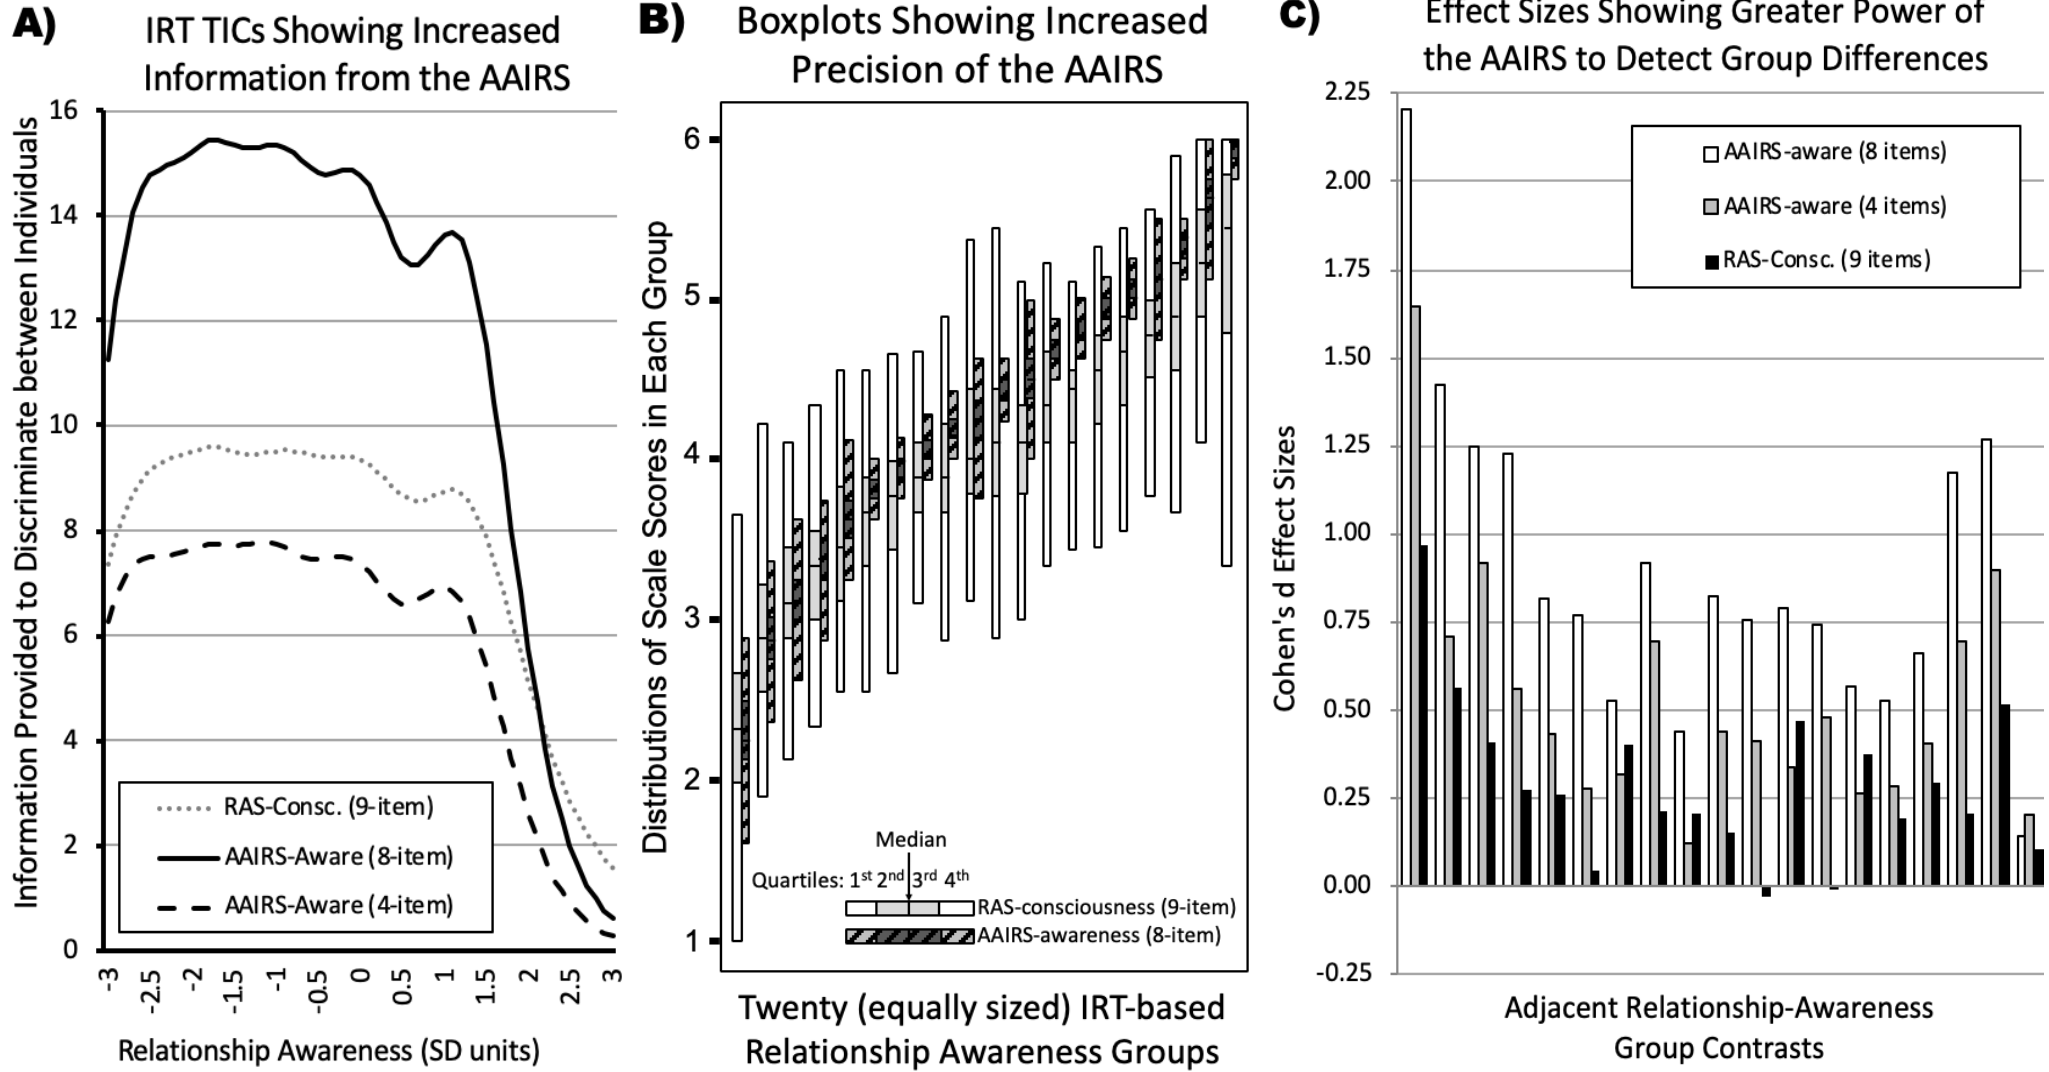 A)
IRT TICs Showing Increased
Information from the AAIRS
Information Provided to Discriminate between Individuals
16
14
12
10
8
6
4
2
0
RAS-Consc. (9-item)
AAIRS-Aware (8-item)
AAIRS-Aware (4-item)
-3 -2.5 -2 -1.5 -1 -0.5 0 0.5 1 1.5 2 2.5 3
Relationship Awareness (SD units)
B)
Boxplots Showing Increased
Precision of the AAIRS
Distributions of Scale Scores in Each Group
6
5
4
3
2
1
Median
Quartiles: 1st 2nd 3rd 4th
RAS-consciousness (9-item)
AAIRS-awareness (8-item)
Twenty (equally sized) IRT-based
Relationship Awareness Groups
C)
Effect Sizes Showing Greater Power of
the AAIRS to Detect Group Differences
Cohen's d Effect Sizes
2.25
2.00
1.75
1.50
1.25
1.00
0.75
0.50
0.25
0.00
-0.25
AAIRS-aware (8 items)
AAIRS-aware (4 items)
RAS-Consc. (9 items)
Adjacent Relationship-Awareness
Group Contrasts